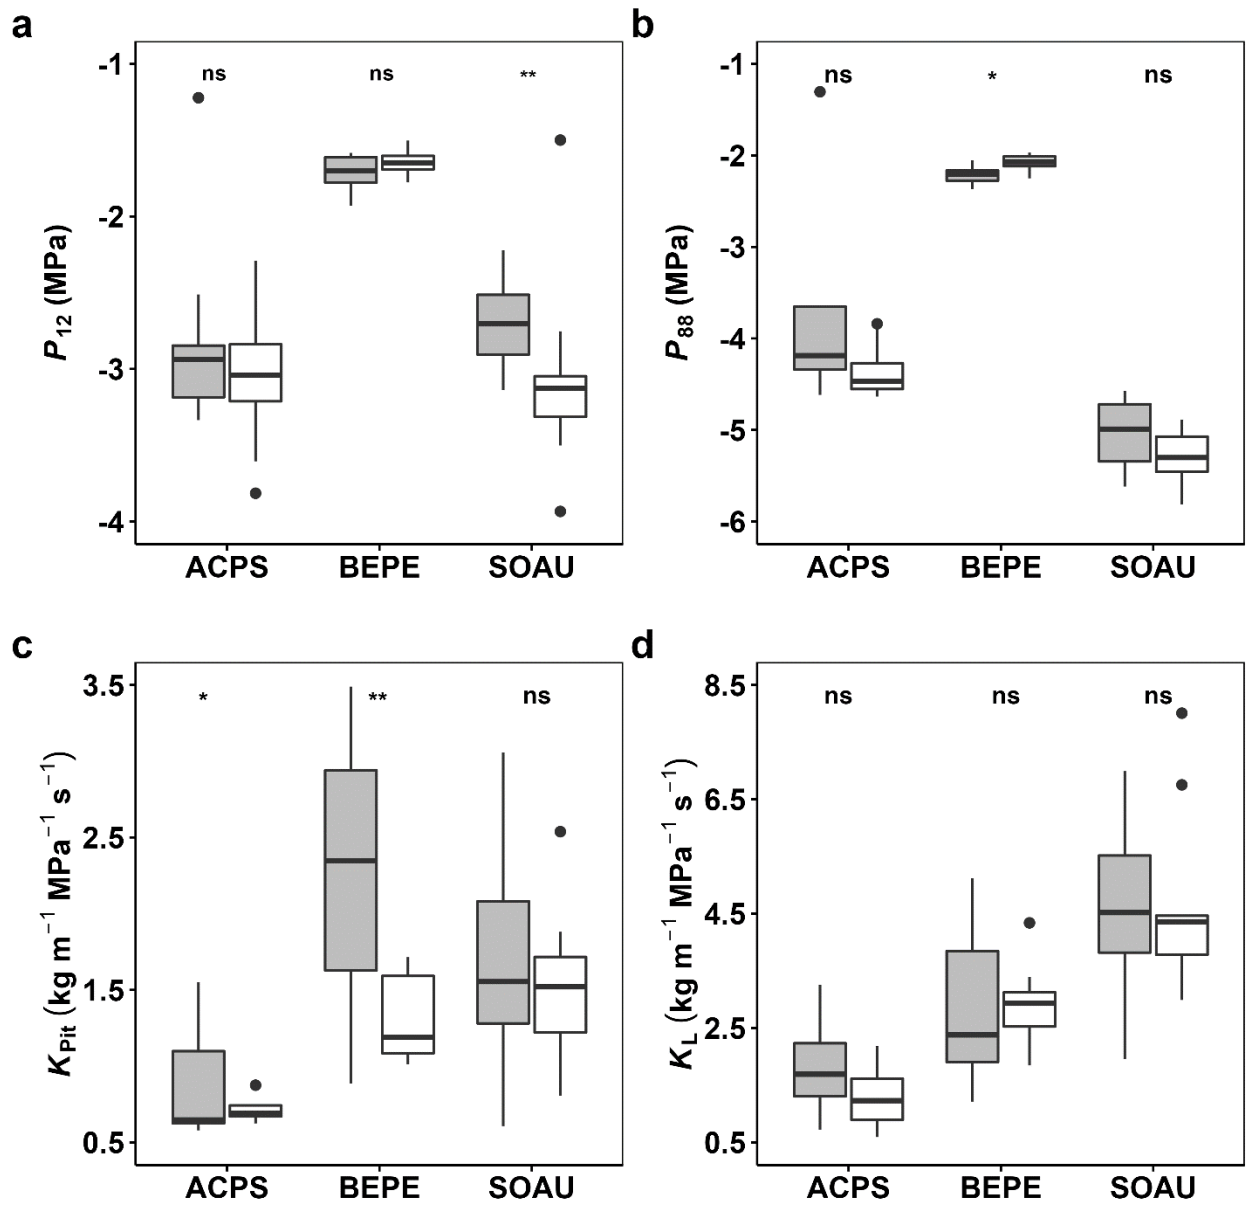 a
ns
ns
**
-1
-2
-3
-4
P12 (MPa)
ACPS BEPE SOAU
b
ns
*
ns
-1
-2
-3
-4
-5
-6
P88 (MPa)
ACPS BEPE SOAU
c
*
**
ns
3.5
2.5
1.5
0.5
KPit (kg m⁻¹ MPa⁻¹ s⁻¹)
ACPS BEPE SOAU
d
ns
ns
ns
8.5
6.5
4.5
2.5
0.5
KL (kg m⁻¹ MPa⁻¹ s⁻¹)
ACPS BEPE SOAU